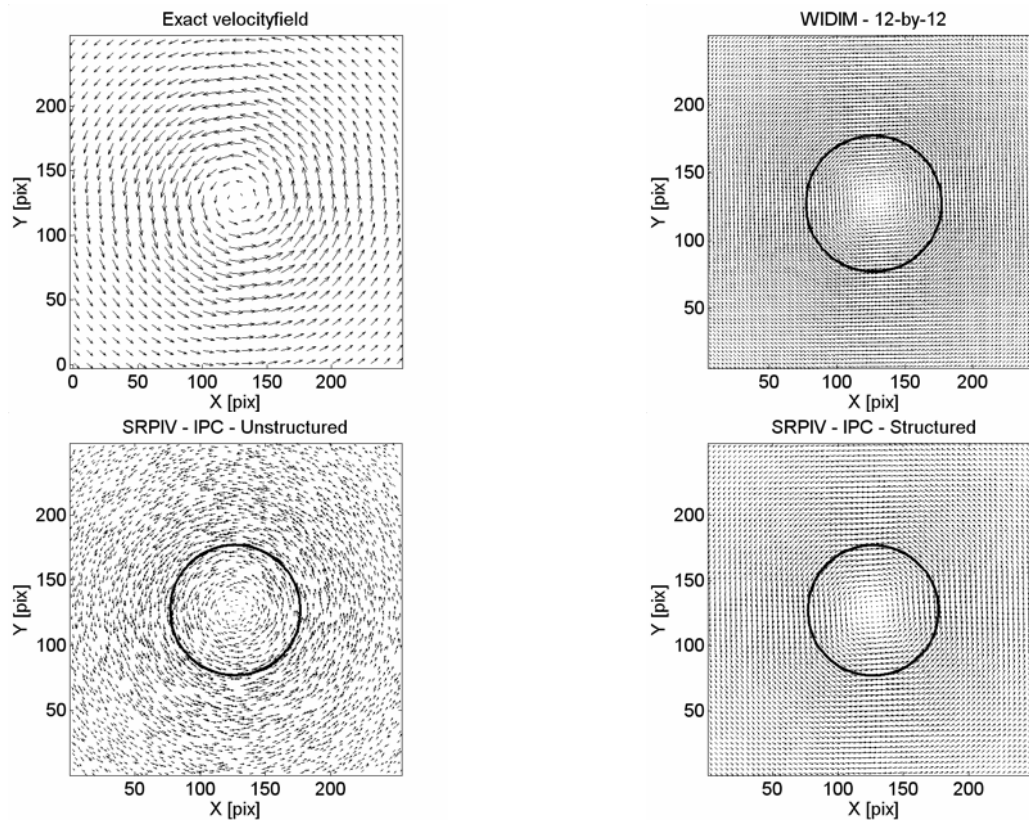 Exact velocityfield
Y [pix]
200
150
100
50
0
0 50 100 150 200
X [pix]
WIDIM - 12-by-12
Y [pix]
200
150
100
50
50 100 150 200
X [pix]
SRPIV - IPC - Unstructured
Y [pix]
200
150
100
50
50 100 150 200
X [pix]
SRPIV - IPC - Structured
Y [pix]
200
150
100
50
50 100 150 200
X [pix]